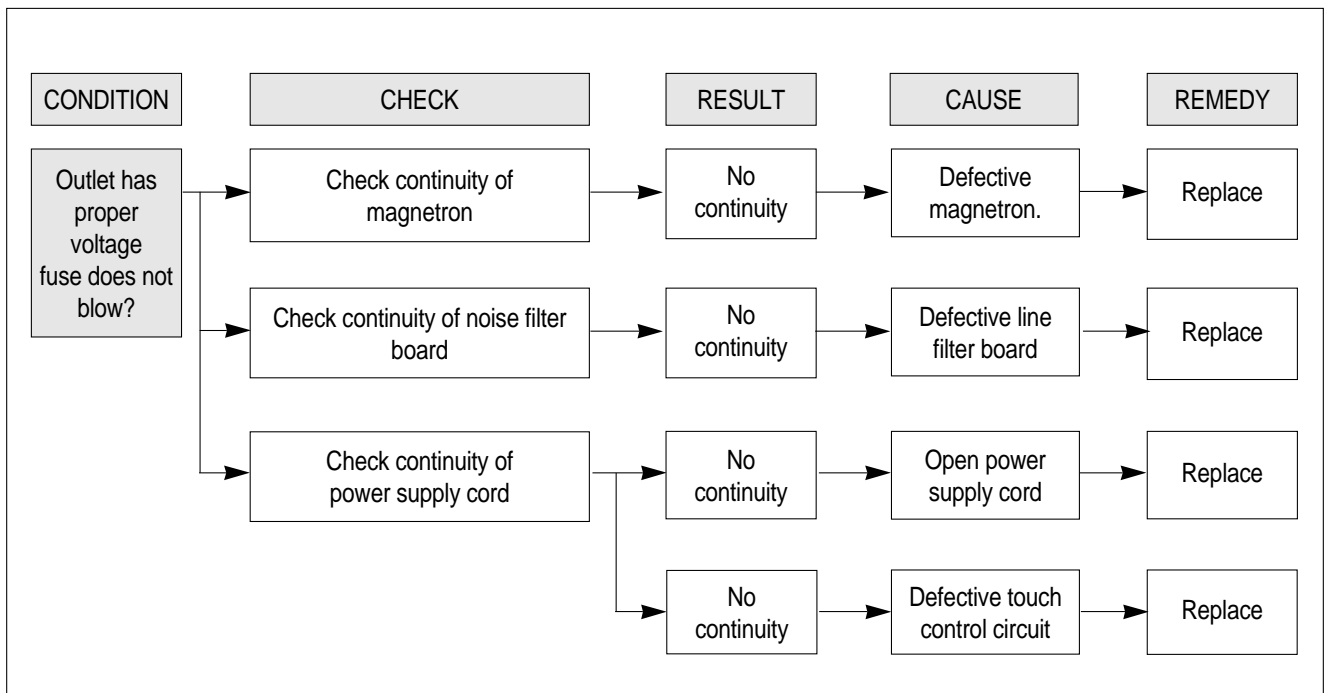 CONDITION
CHECK
RESULT
CAUSE
REMEDY
Outlet has
proper
voltage
fuse does not
blow?
Check continuity of
magnetron
No
continuity
Defective
magnetron.
Replace
Check continuity of noise filter
board
No
continuity
Defective line
filter board
Replace
Check continuity of
power supply cord
No
continuity
Open power
supply cord
Replace
No
continuity
Defective touch
control circuit
Replace